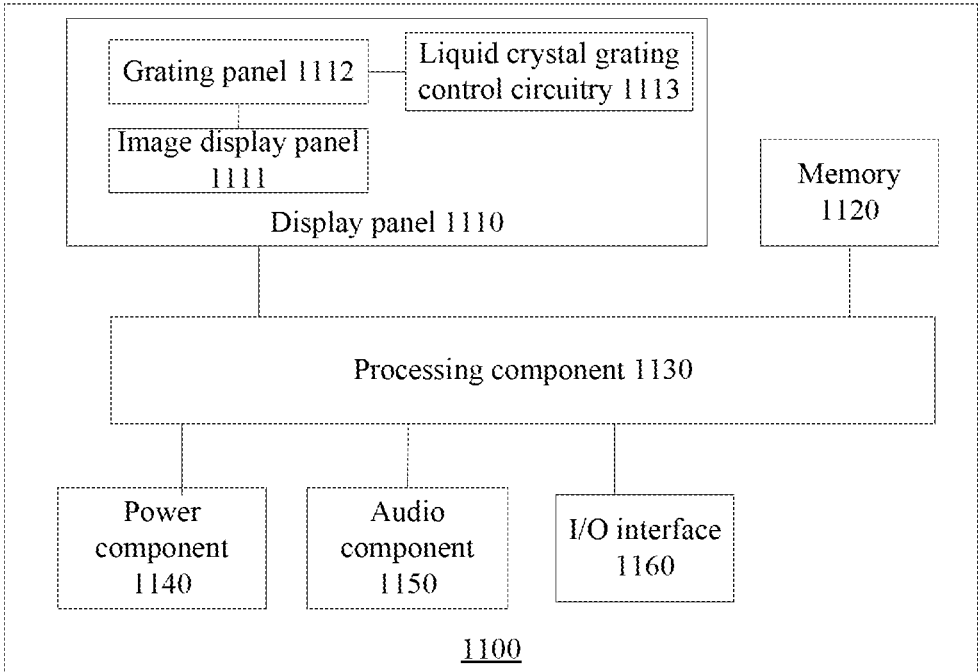 Grating panel 1112
Liquid crystal grating
control circuitry 1113
Image display panel
1111
Display panel 1110
Memory
1120
Processing component 1130
Power
component
1140
Audio
component
1150
I/O interface
1160
1100